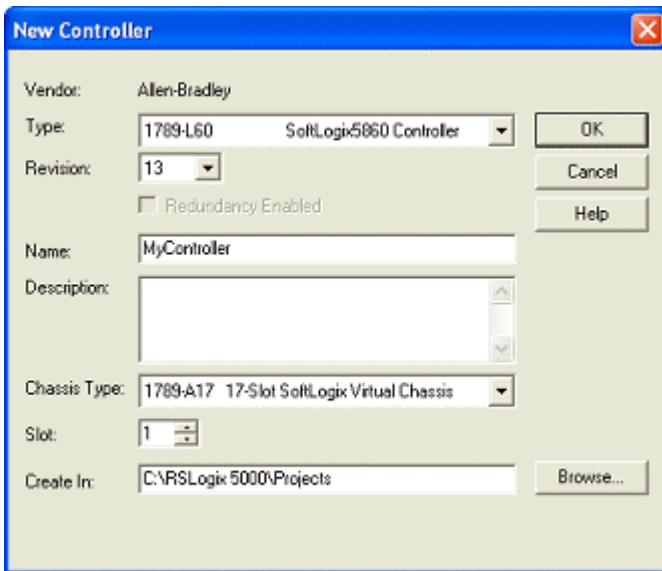 New Controller
Vendor: Allen-Bradley
Type: 1789-L60 SoftLogix5860 Controller OK
Revision: 13 Cancel
Redundancy Enabled Help
Name: MyController
Description:
Chassis Type: 1789-A17 17-Slot SoftLogix Virtual Chassis
Slot: 1
Create In: C:\RSLogix 5000\Projects Browse...